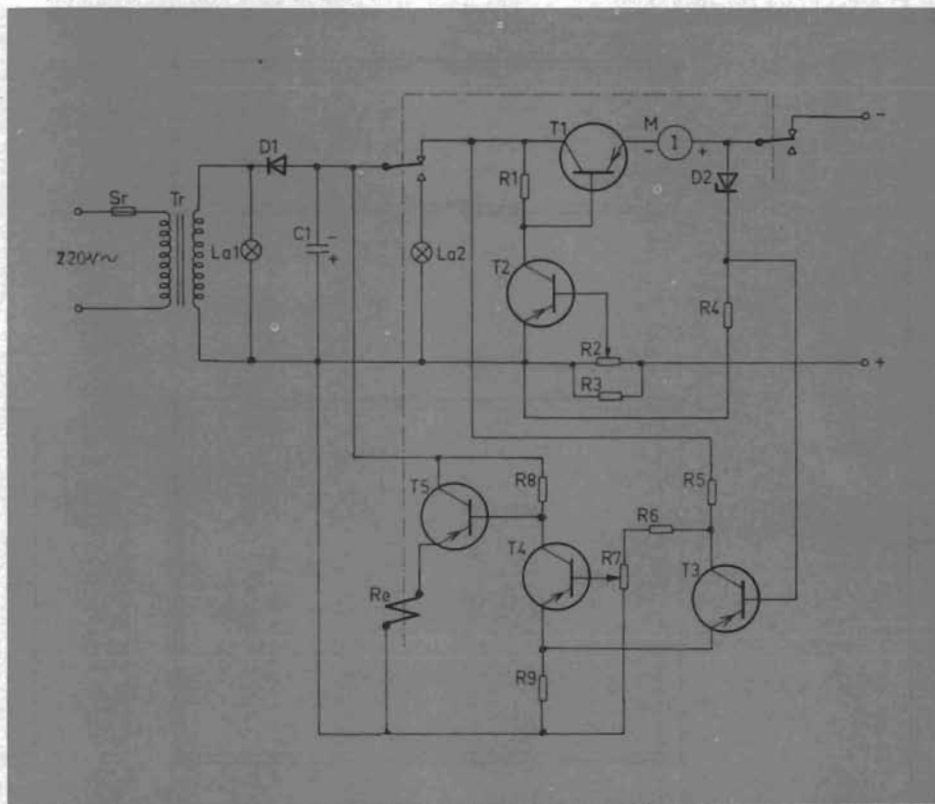 T1
M
I
-
+
-
D1
R1
D2
Sr
Tr
La1
C1
-
+
La2
T2
R4
220V~
R2
+
R3
T5
R8
R5
R6
T4
R7
T3
Re
R9